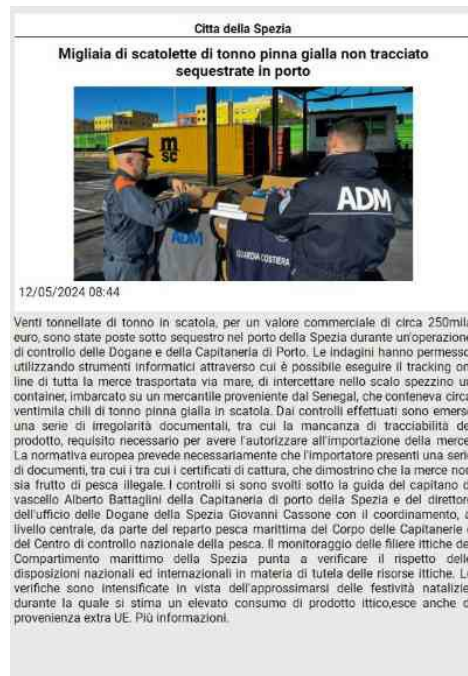 Citta della Spezia
Migliaia di scatolette di tonno pinna gialla non tracciato
sequestrate in porto
m
sc
ADM
ADM
GUARDIA COSTIERA
12/05/2024 08:44
Venti tonnellate di tonno in scatola, per un valore commerciale di circa 250mila
euro, sono state poste sotto sequestro nel porto della Spezia durante un'operazione
di controllo delle Dogane e della Capitaneria di Porto. Le indagini hanno permesso
utilizzando strumenti informatici attraverso cui è possibile eseguire il tracking on
line di tutta la merce trasportata via mare, di intercettare nello scalo spezzino un
container, imbarcato su un mercantile proveniente dal Senegal, che conteneva circa
ventimila chili di tonno pinna gialla in scatola. Dai controlli effettuati sono emerse
una serie di irregolarità documentali, tra cui la mancanza di tracciabilità de
prodotto, requisito necessario per avere l'autorizzare all'importazione della merce
La normativa europea prevede necessariamente che l'importatore presenti una serie
di documenti, tra cui i tra cui i certificati di cattura, che dimostrino che la merce non
sia frutto di pesca illegale. I controlli si sono svolti sotto la guida del capitano d
vascello Alberto Battaglini della Capitaneria di porto della Spezia e del direttore
dell'ufficio delle Dogane della Spezia Giovanni Cassone con il coordinamento, a
livello centrale, da parte del reparto pesca marittima del Corpo delle Capitanerie e
del Centro di controllo nazionale della pesca. Il monitoraggio delle filiere ittiche de
Compartimento marittimo della Spezia punta a verificare il rispetto delle
disposizioni nazionali ed internazionali in materia di tutela delle risorse ittiche. Le
verifiche sono intensificate in vista dell'approssimarsi delle festività natalizie
durante la quale si stima un elevato consumo di prodotto ittico,esce anche d
provenienza extra UE. Più informazioni.